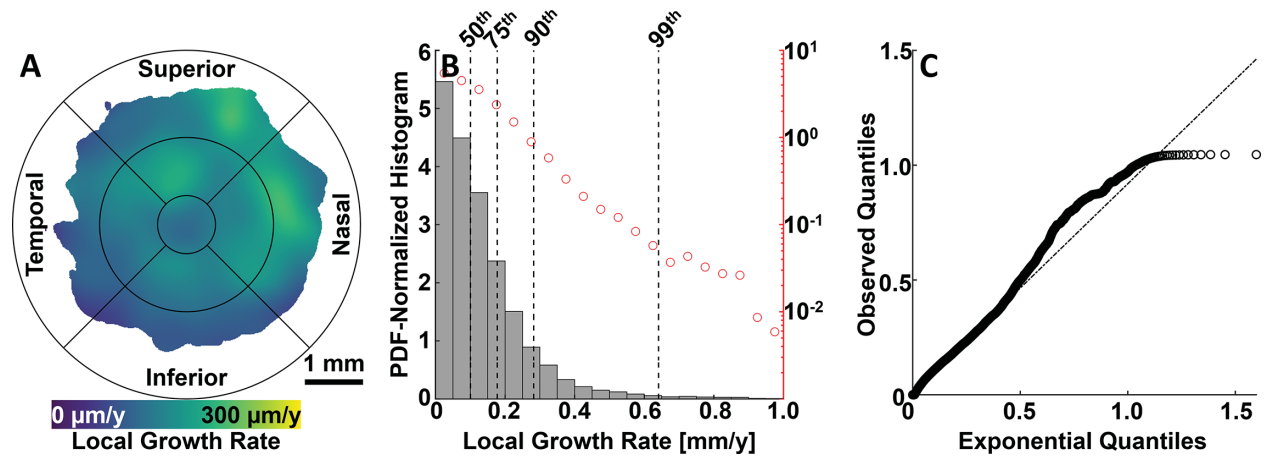 A
Superior
Temporal
Nasal
Inferior
1 mm
0 µm/y 300 µm/y
Local Growth Rate
B
50th
75th
90th
99th
PDF-Normalized Histogram
6
5
4
3
2
1
0
10^1
10^0
10^-1
10^-2
0 0.2 0.4 0.6 0.8 1.0
Local Growth Rate [mm/y]
C
Observed Quantiles
1.5
1.0
0.5
0
0 0.5 1.0 1.5
Exponential Quantiles